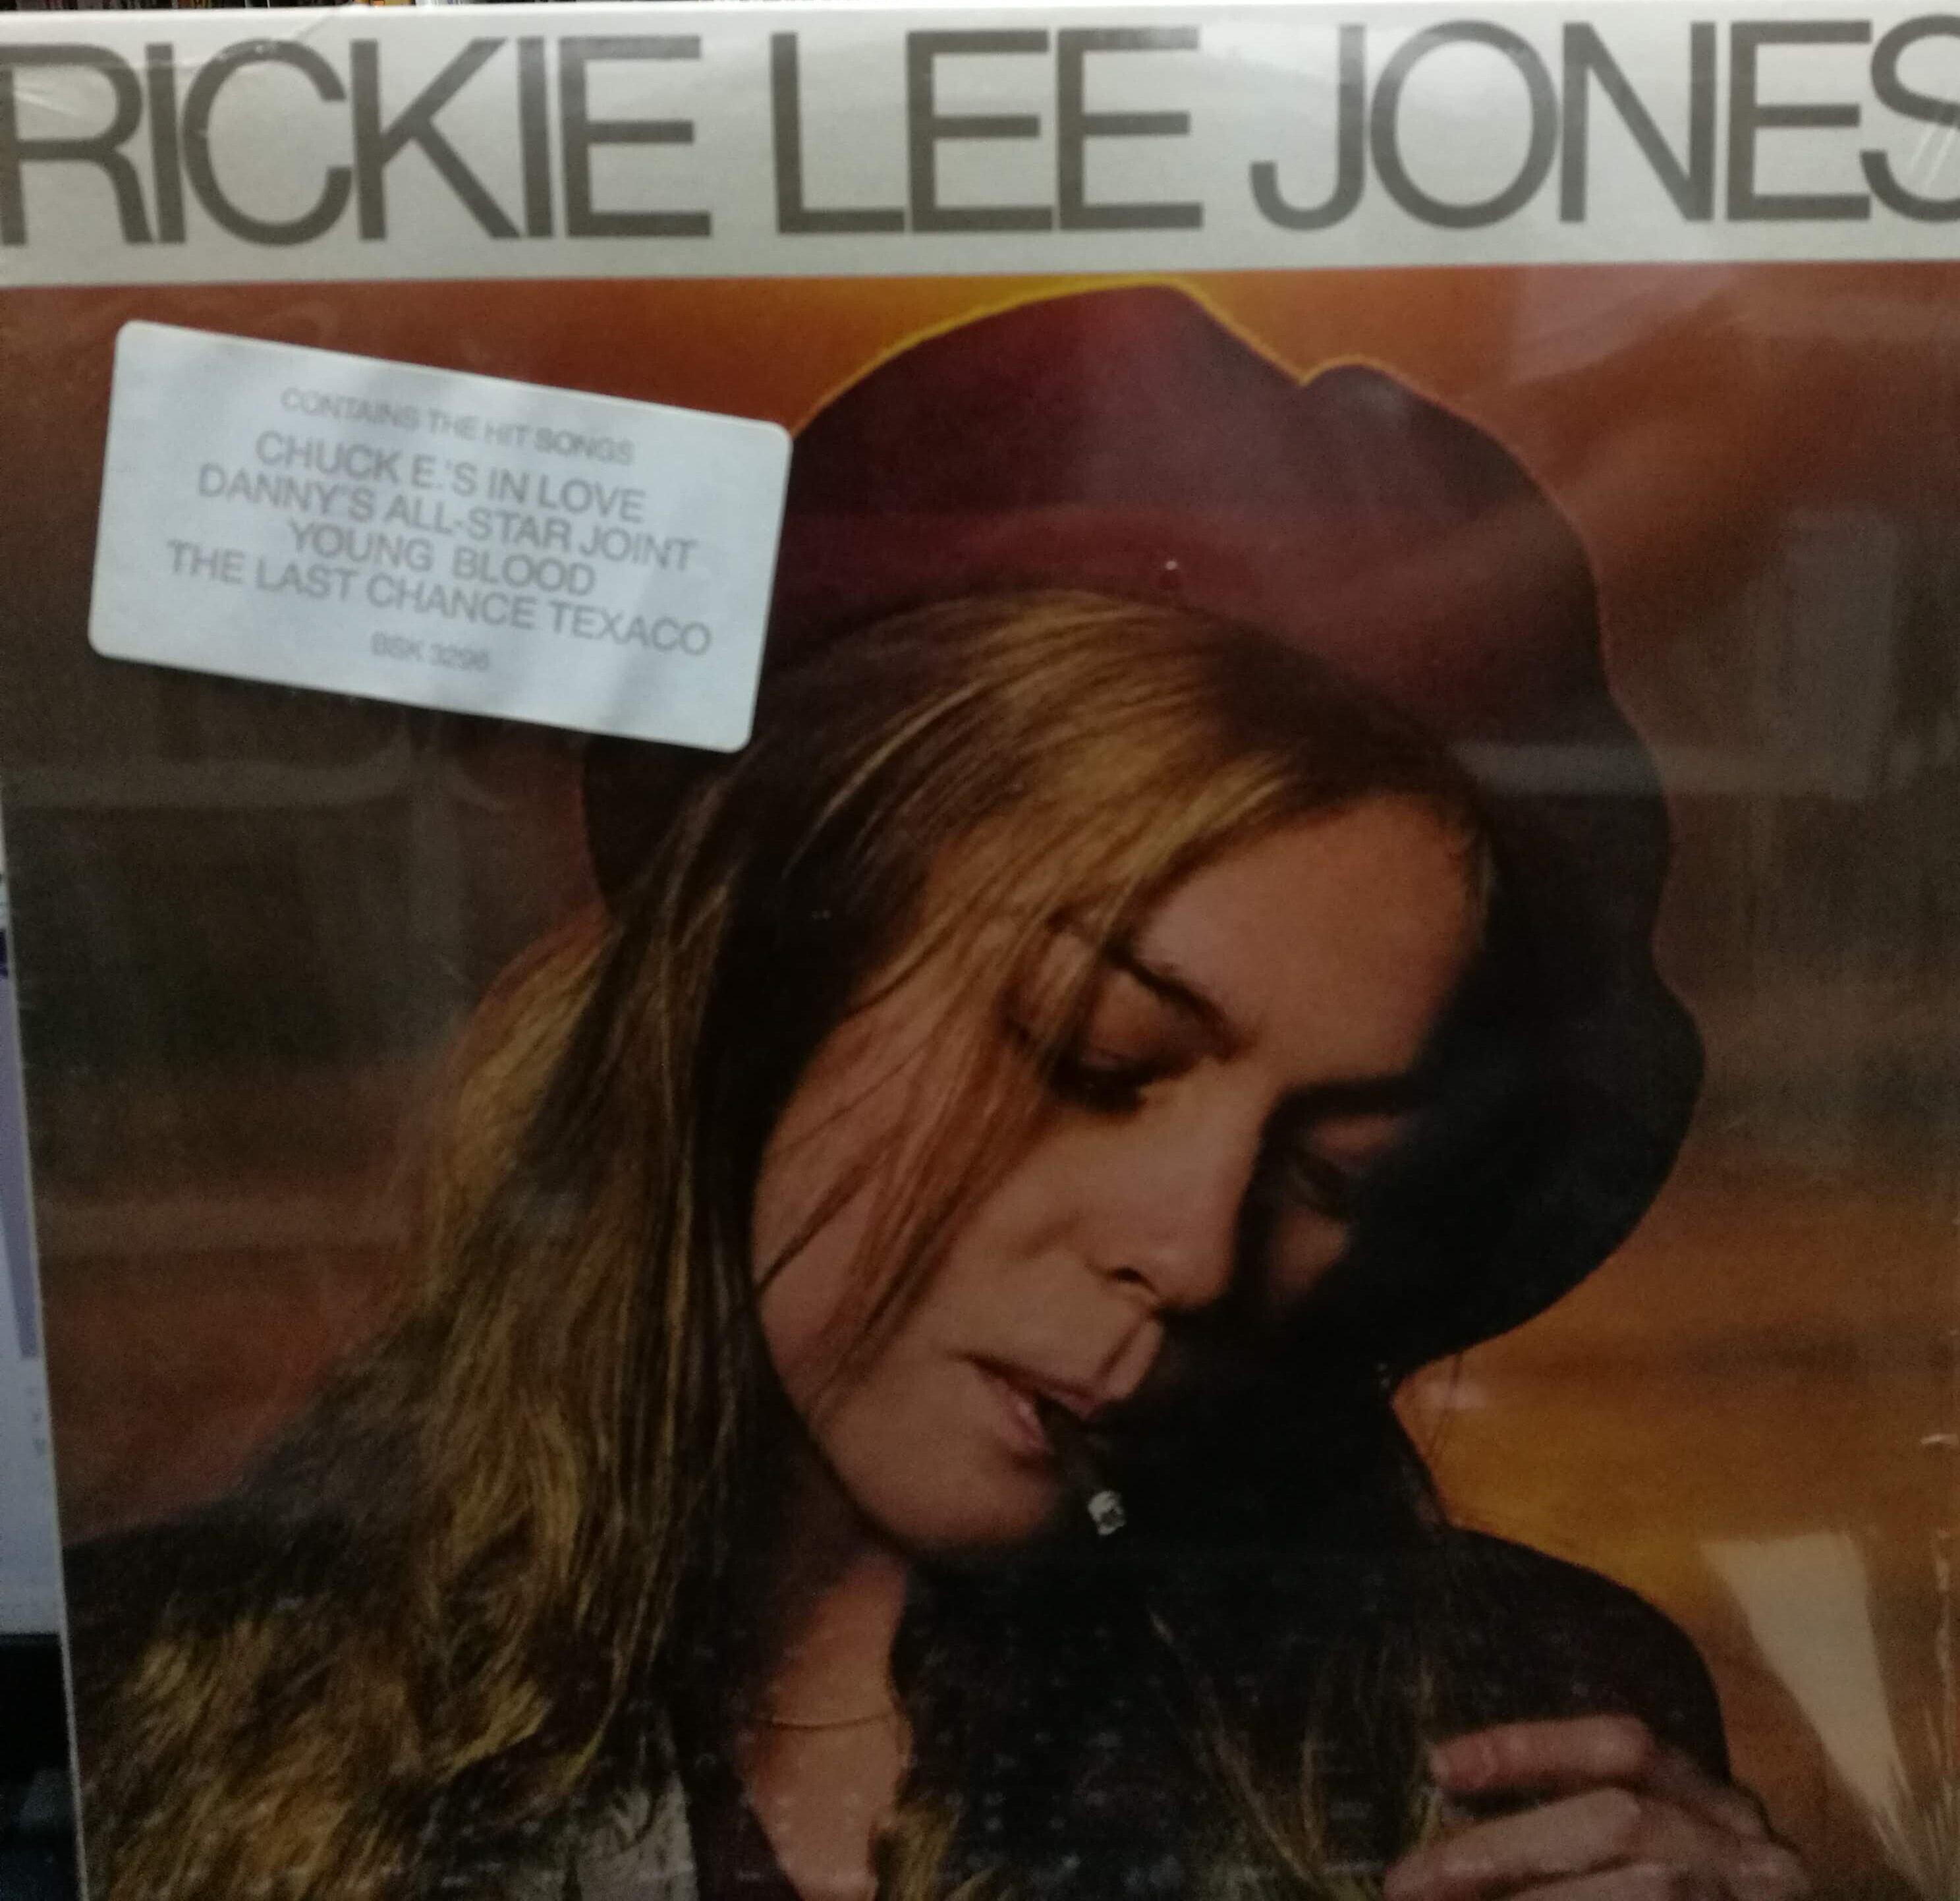 RICKIE LEE JONES
CONTAINS THE HIT SONGS
CHUCK E.'S IN LOVE
DANNY'S ALL-STAR JOINT
YOUNG BLOOD
THE LAST CHANCE TEXACO
BSK 3296